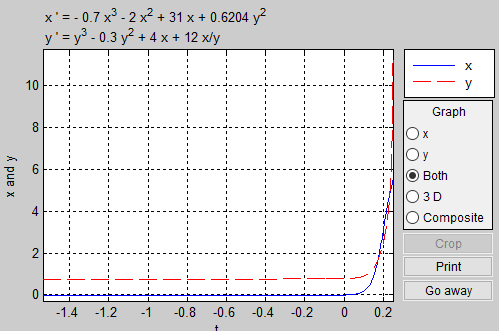 x ' = - 0.7 x³ - 2 x² + 31 x + 0.6204 y²
y ' = y³ - 0.3 y² + 4 x + 12 x/y
x
y
Graph
x
y
Both
3 D
Composite
Crop
Print
Go away
x and y
10
8
6
4
2
0
-1.4 -1.2 -1 -0.8 -0.6 -0.4 -0.2 0 0.2
t